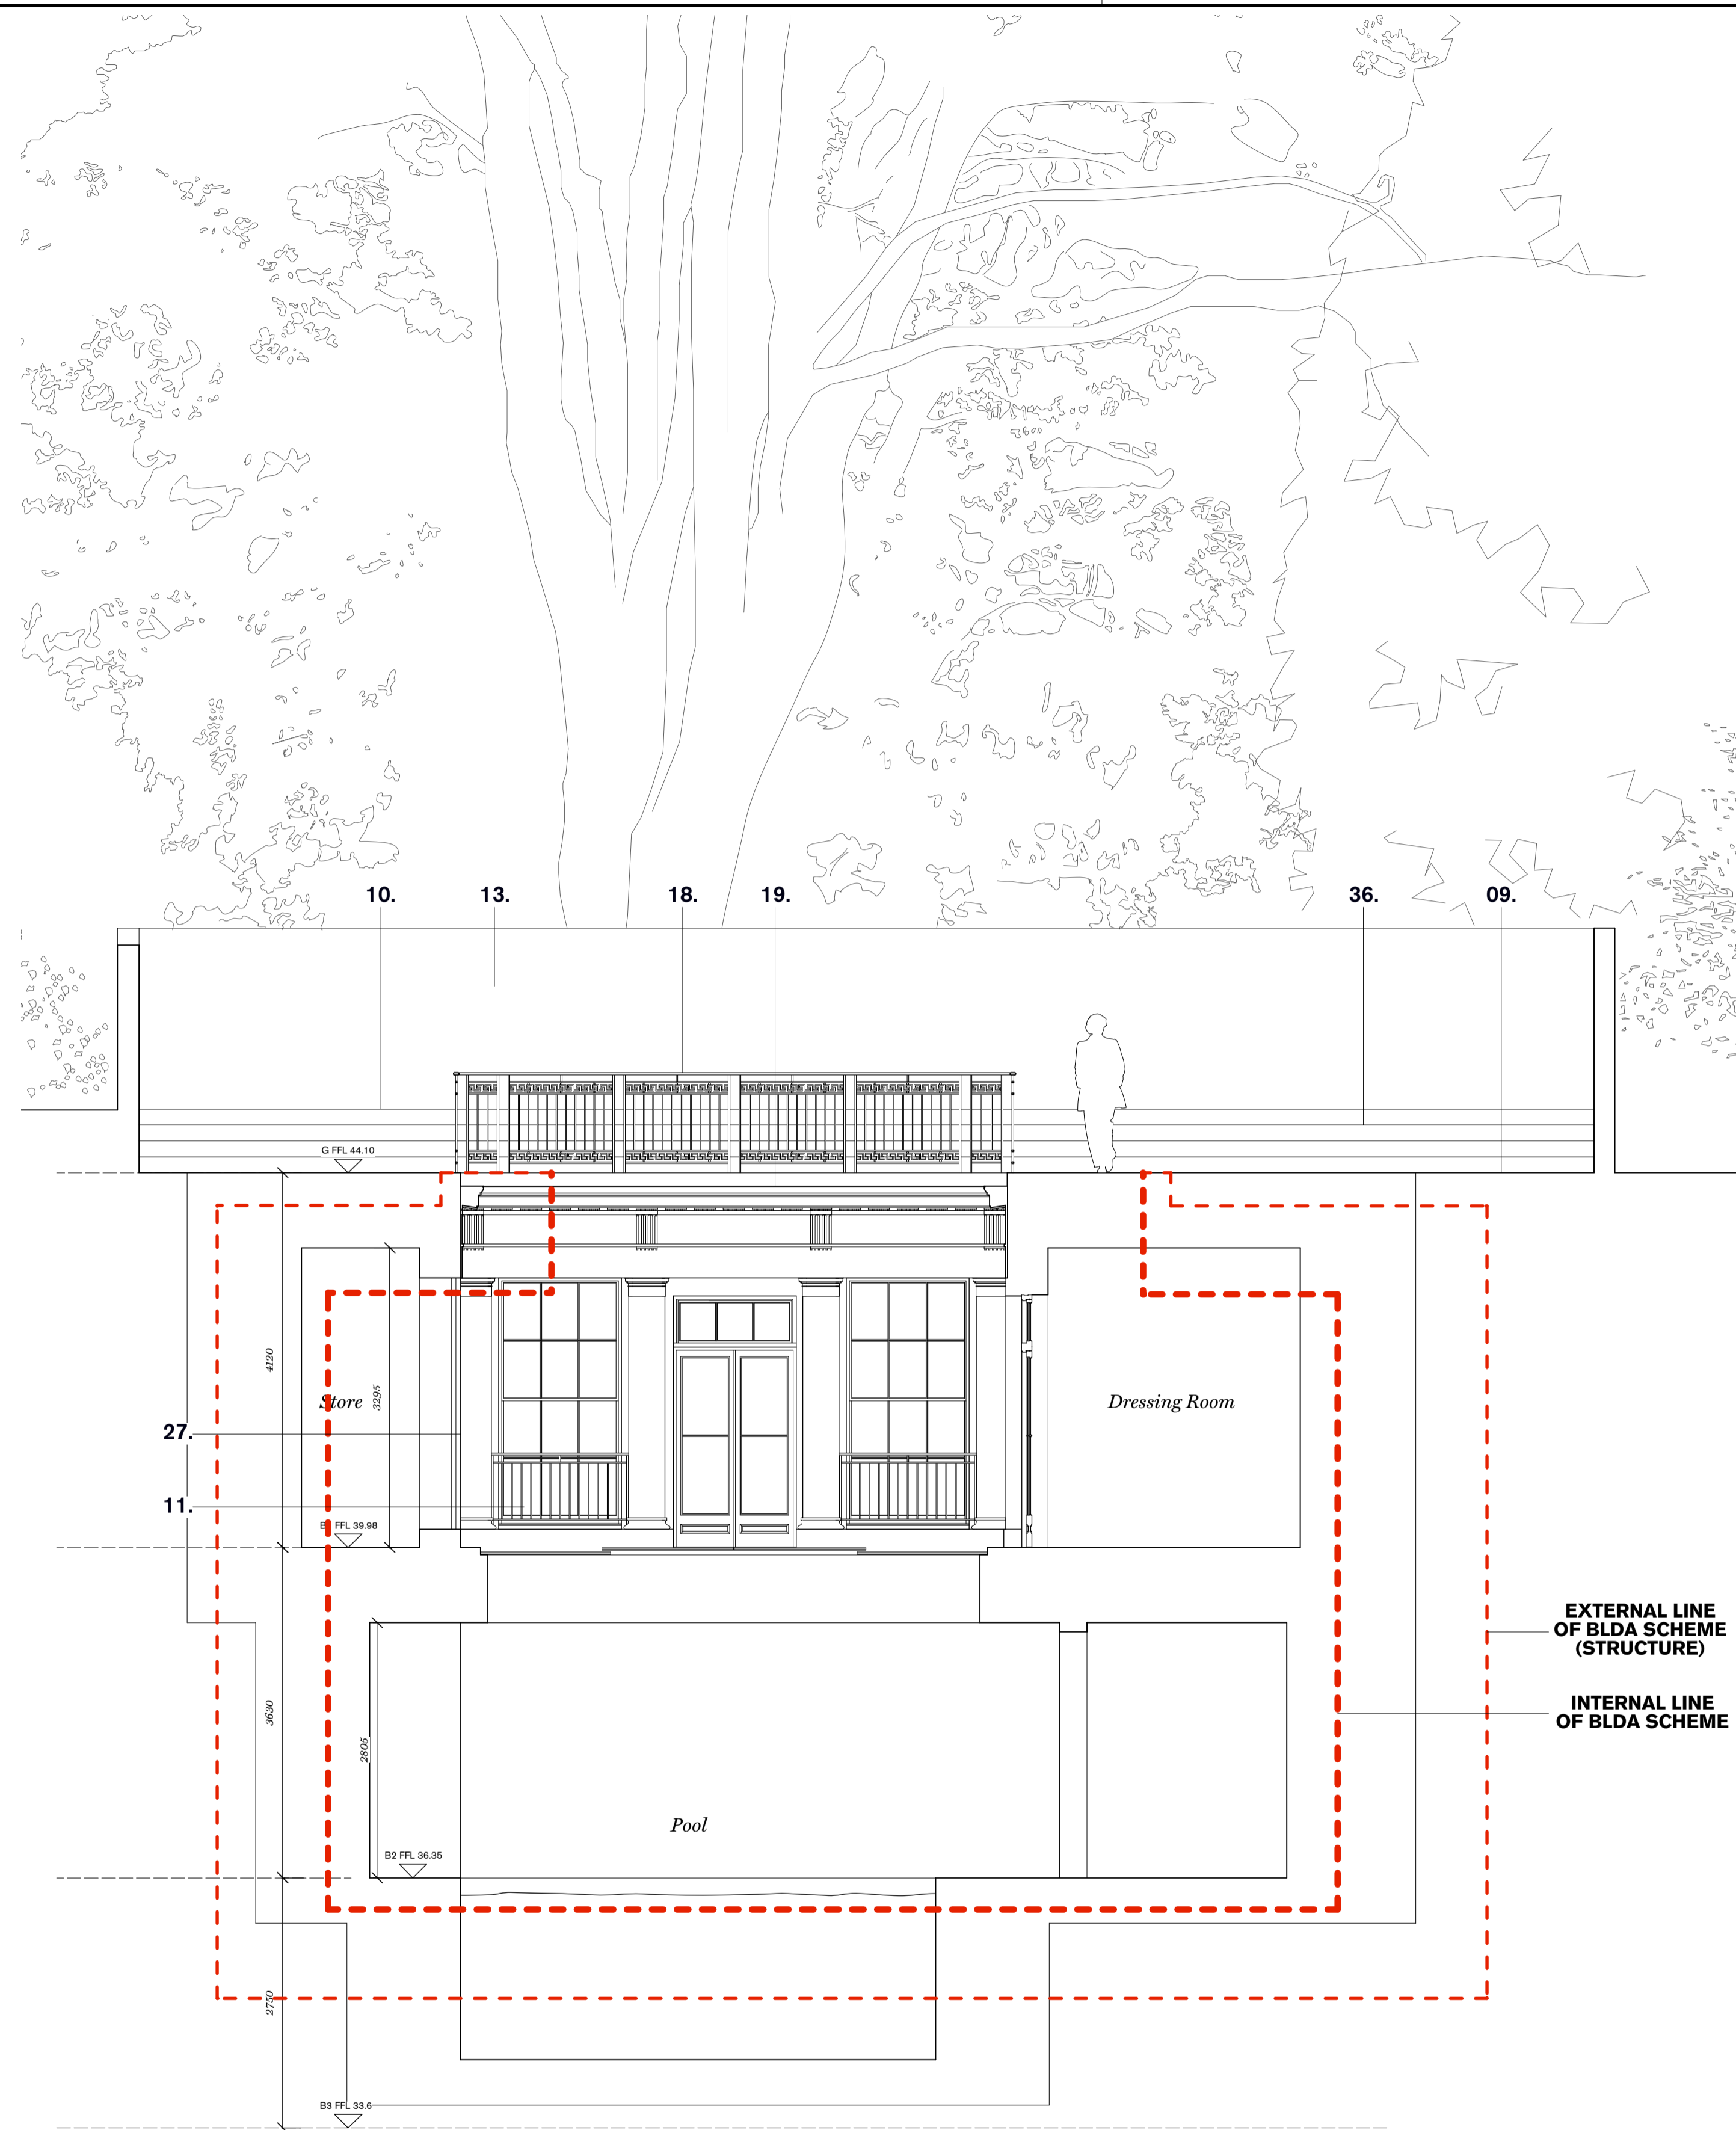 10.
13.
18.
19.
36.
09.
G FFL 44.10
4120
3295
Store
Dressing Room
27.
11.
FFL 39.98
EXTERNAL LINE
OF BLDA SCHEME
(STRUCTURE)
INTERNAL LINE
OF BLDA SCHEME
3630
2805
Pool
B2 FFL 36.35
2750
B3 FFL 33.6